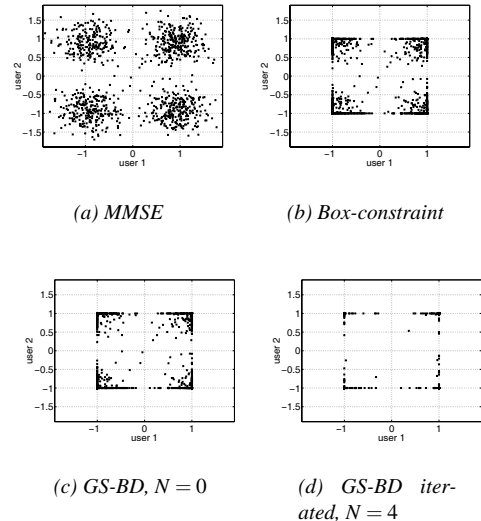 1.5
1
0.5
0
−0.5
−1
−1.5
user 2
−1 0 1
user 1
(a) MMSE
1.5
1
0.5
0
−0.5
−1
−1.5
user 2
−1 0 1
user 1
(b) Box-constraint
1.5
1
0.5
0
−0.5
−1
−1.5
user 2
−1 0 1
user 1
(c) GS-BD, N = 0
1.5
1
0.5
0
−0.5
−1
−1.5
user 2
−1 0 1
user 1
(d) GS-BD iter-
ated, N = 4